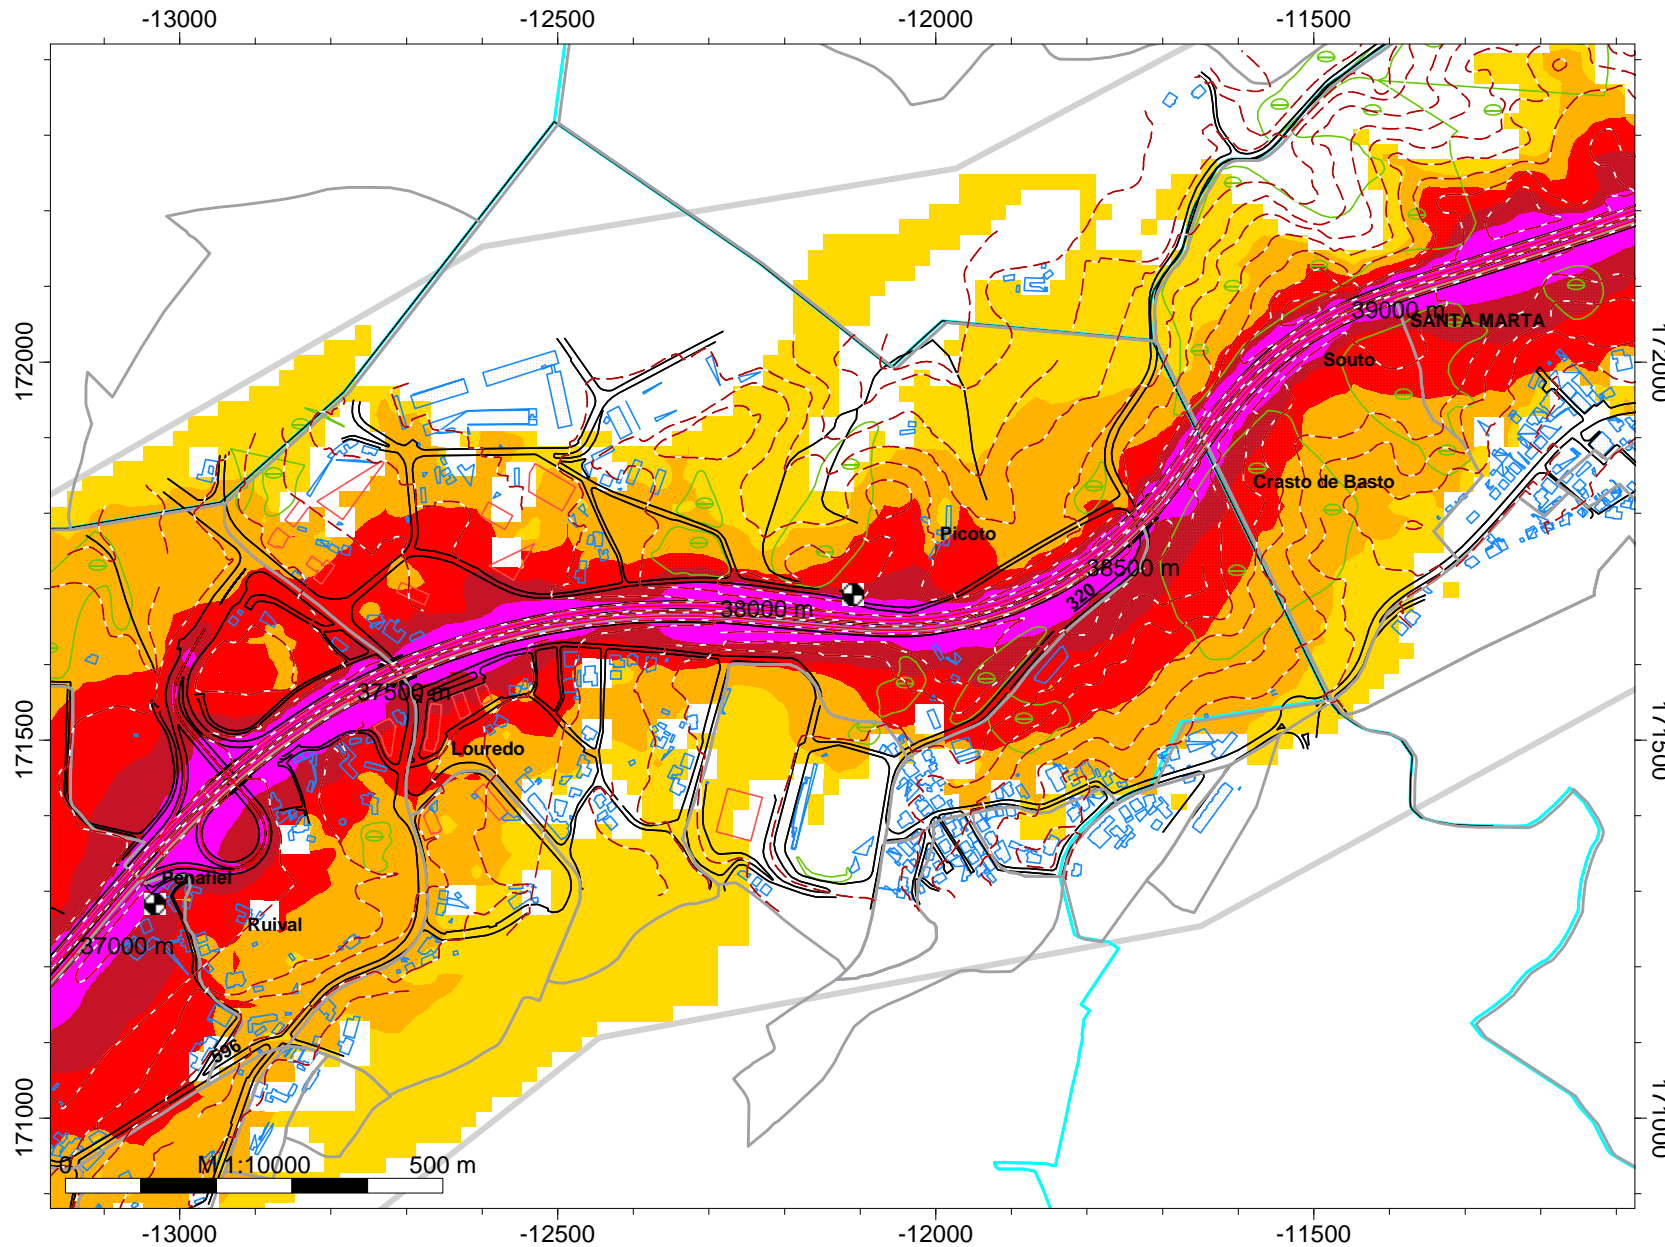 -13000 -12500 -12000 -11500
172000
172000
39000 m
SANTA MARTA
Souto
Crasto de Basto
Picoto
38500 m
320
38000 m
37500 m
171500
171500
Louredo
Penafiel
Ruival
37000 m
596
171000
171000
0 M 1:10000 500 m
-13000 -12500 -12000 -11500